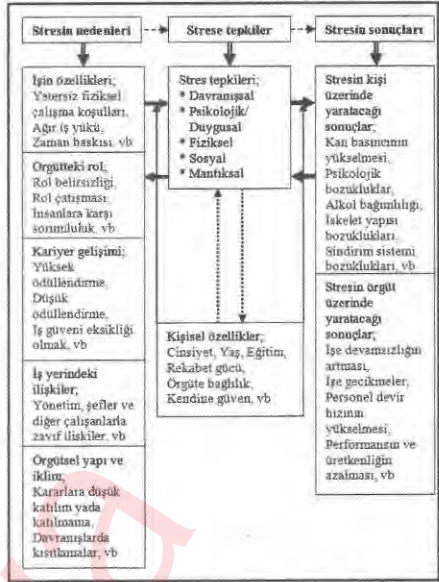 Stresin nedenleri
Strese tepkiler
Stresin sonuçları
İşin özellikleri;
Yetersiz fiziksel
çalışma koşulları,
Ağır iş yükü,
Zaman baskısı, vb
Örgütteki rol;
Rol belirsizliği,
Rol çatışması,
İnsanlara karşı
sorumluluk, vb
Kariyer gelişimi;
Yüksek
ödüllendirme,
Düşük
ödüllendirme,
İş güveni eksikliği
olmak, vb
İş yerindeki
ilişkiler;
Yönetim, şefler ve
diğer çalışanlarla
zayıf ilişkiler, vb
Örgütsel yapı ve
iklim;
Kararlara düşük
katılım yada
katılmama,
Davranışlarda
kısıtlamalar, vb
Stres tepkileri;
* Davranışsal
* Psikolojik/
Duygusal
* Fiziksel
* Sosyal
* Mantıksal
Kişisel özellikler;
Cinsiyet, Yaş, Eğitim,
Rekabet gücü,
Örgüte bağlılık,
Kendine güven, vb
Stresin kişi
üzerinde
yaratacağı
sonuçlar;
Kan basıncının
yükselmesi,
Psikolojik
bozukluklar,
Alkol bağımlılığı,
İskelet yapısı
bozuklukları,
Sindirim sistemi
bozuklukları, vb
Stresin örgüt
üzerinde
yaratacağı
sonuçlar;
İşe devamsızlığın
artması,
İşe gecikmeler,
Personel devir
hızının
yükselmesi,
Performansın ve
üretkenliğin
azalması, vb